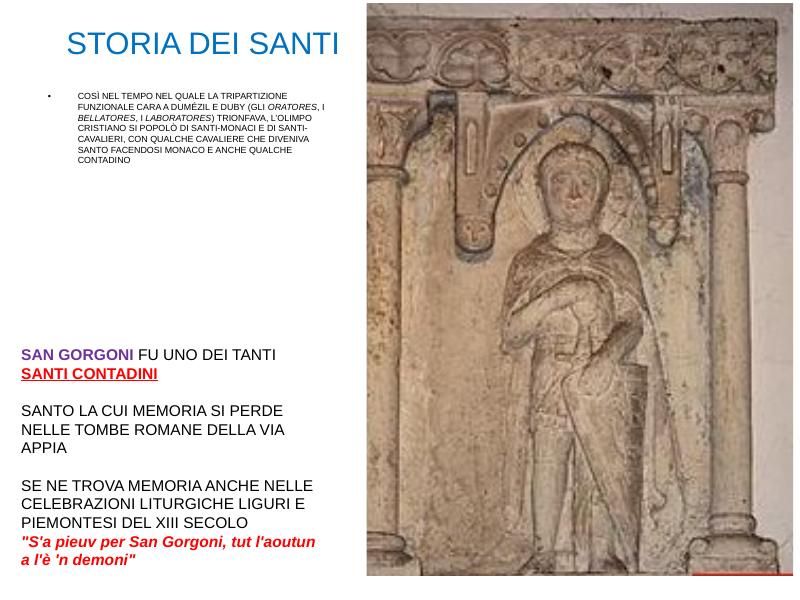 STORIA DEI SANTI
• COSÌ NEL TEMPO NEL QUALE LA TRIPARTIZIONE
FUNZIONALE CARA A DUMÉZIL E DUBY (GLI ORATORES, I
BELLATORES, I LABORATORES) TRIONFAVA, L'OLIMPO
CRISTIANO SI POPOLÒ DI SANTI-MONACI E DI SANTI-
CAVALIERI, CON QUALCHE CAVALIERE CHE DIVENIVA
SANTO FACENDOSI MONACO E ANCHE QUALCHE
CONTADINO
SAN GORGONI FU UNO DEI TANTI
SANTI CONTADINI
SANTO LA CUI MEMORIA SI PERDE
NELLE TOMBE ROMANE DELLA VIA
APPIA
SE NE TROVA MEMORIA ANCHE NELLE
CELEBRAZIONI LITURGICHE LIGURI E
PIEMONTESI DEL XIII SECOLO
"S'a pieuv per San Gorgoni, tut l'aoutun
a l'è 'n demoni"